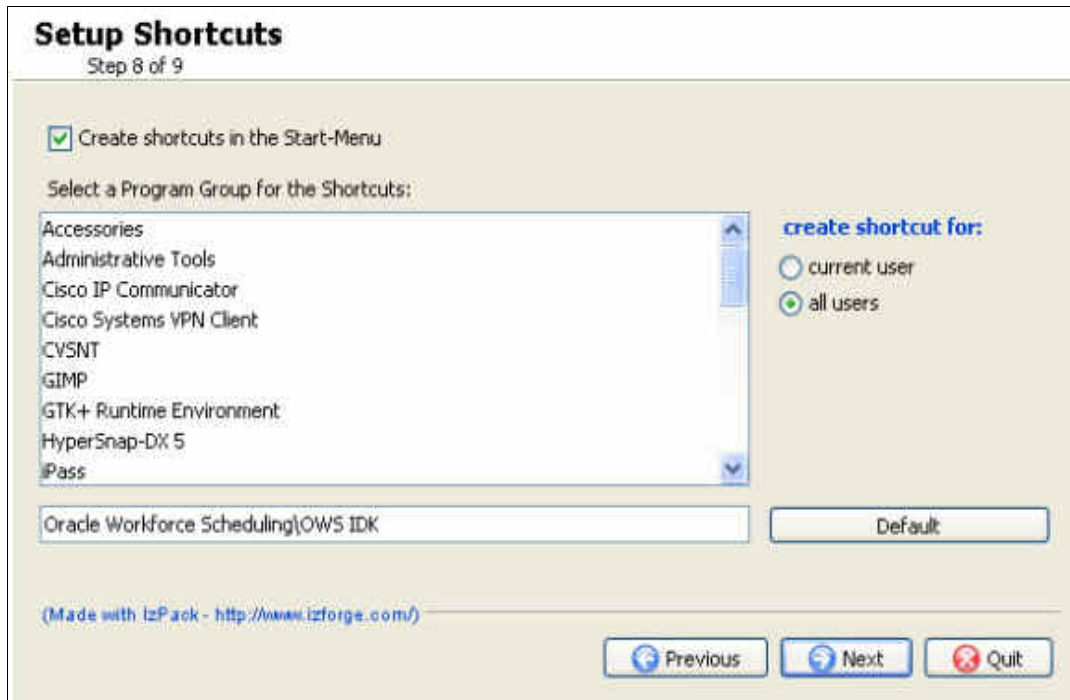 Setup Shortcuts
Step 8 of 9
Create shortcuts in the Start-Menu
Select a Program Group for the Shortcuts:
Accessories
Administrative Tools
Cisco IP Communicator
Cisco Systems VPN Client
CVSNT
GIMP
GTK+ Runtime Environment
HyperSnap-DX 5
iPass
create shortcut for:
current user
all users
Oracle Workforce Scheduling\OWS IDK
Default
(Made with IzPack - http://www.izforge.com/)
Previous
Next
Quit